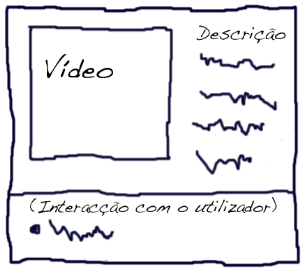 Vídeo
Descrição
(Interacção com o utilizador)